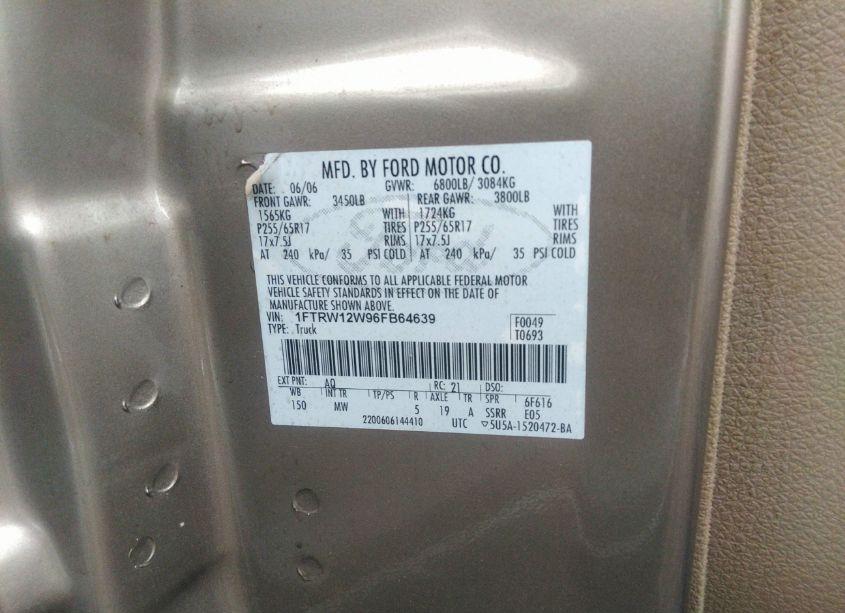 MFD. BY FORD MOTOR CO.
DATE: 06/06 GVWR: 6800LB/ 3084KG
FRONT GAWR: 3450LB REAR GAWR: 3800LB
1565KG WITH 1724KG WITH
P255/65R17 TIRES P255/65R17 TIRES
17x7.5J RIMS 17x7.5J RIMS
AT 240 kPa/ 35 PSI COLD AT 240 kPa/ 35 PSI COLD
Ford
THIS VEHICLE CONFORMS TO ALL APPLICABLE FEDERAL MOTOR
VEHICLE SAFETY STANDARDS IN EFFECT ON THE DATE OF
MANUFACTURE SHOWN ABOVE.
VIN: 1FTRW12W96FB64639 F0049
TYPE: Truck T0693
EXT PNT: AQ RC: 21 DSO:
WB INT TR TP/PS R AXLE TR SPR 6F616
150 MW 5 19 A SSRR E05
2200606144410 UTC ▽5U5A-1520472-BA